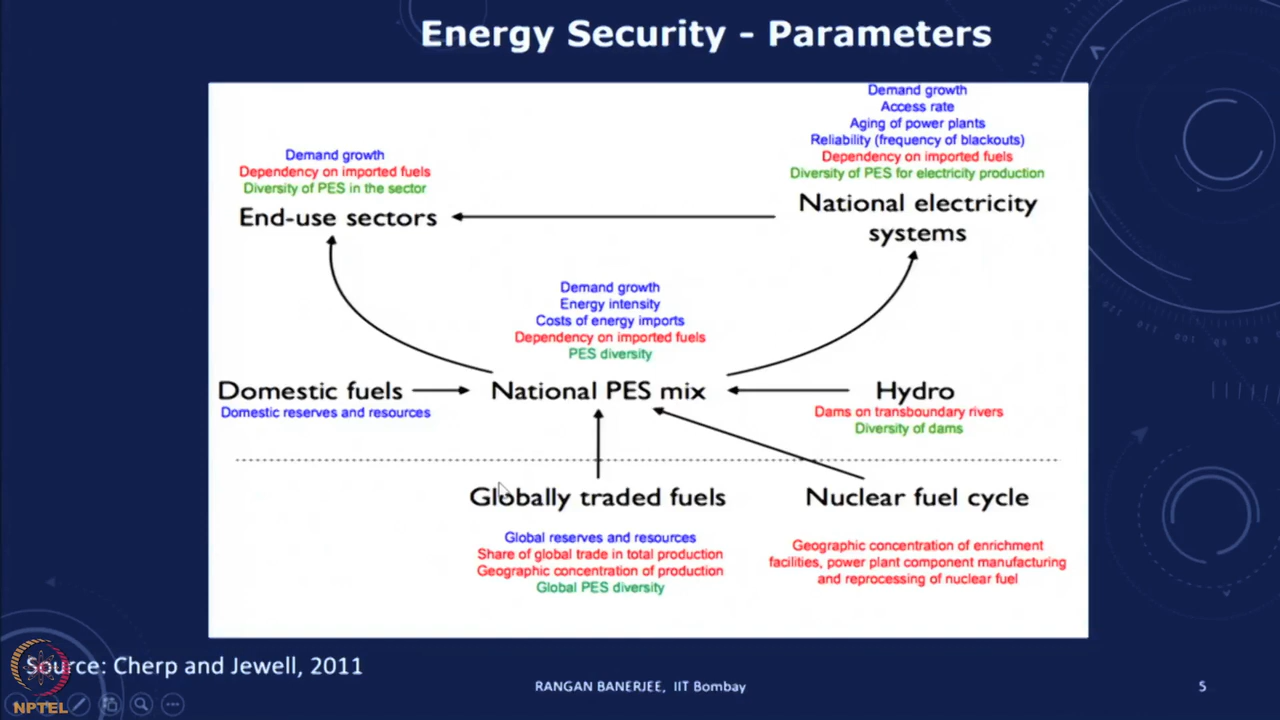 Energy Security - Parameters
Demand growth
Access rate
Aging of power plants
Reliability (frequency of blackouts)
Dependency on imported fuels
Diversity of PES for electricity production
National electricity
systems
Demand growth
Dependency on imported fuels
Diversity of PES in the sector
End-use sectors
Demand growth
Energy intensity
Costs of energy imports
Dependency on imported fuels
PES diversity
Domestic fuels
Domestic reserves and resources
National PES mix
Hydro
Dams on transboundary rivers
Diversity of dams
Globally traded fuels
Global reserves and resources
Share of global trade in total production
Geographic concentration of production
Global PES diversity
Nuclear fuel cycle
Geographic concentration of enrichment
facilities, power plant component manufacturing
and reprocessing of nuclear fuel
Source: Cherp and Jewell, 2011
RANGAN BANERJEE, IIT Bombay
5
NPTEL